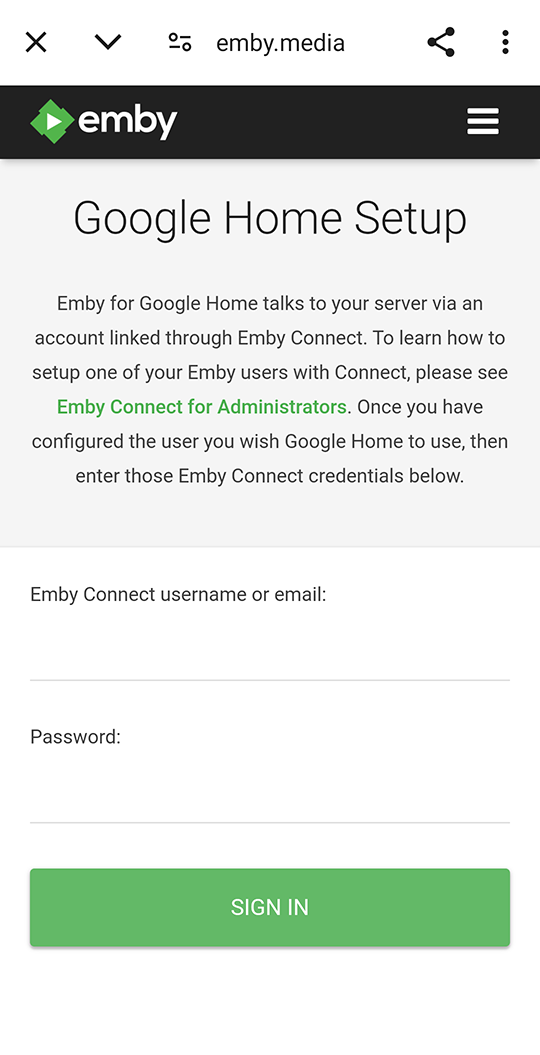 emby.media
emby
Google Home Setup
Emby for Google Home talks to your server via an
account linked through Emby Connect. To learn how to
setup one of your Emby users with Connect, please see
Emby Connect for Administrators. Once you have
configured the user you wish Google Home to use, then
enter those Emby Connect credentials below.
Emby Connect username or email:
Password:
SIGN IN